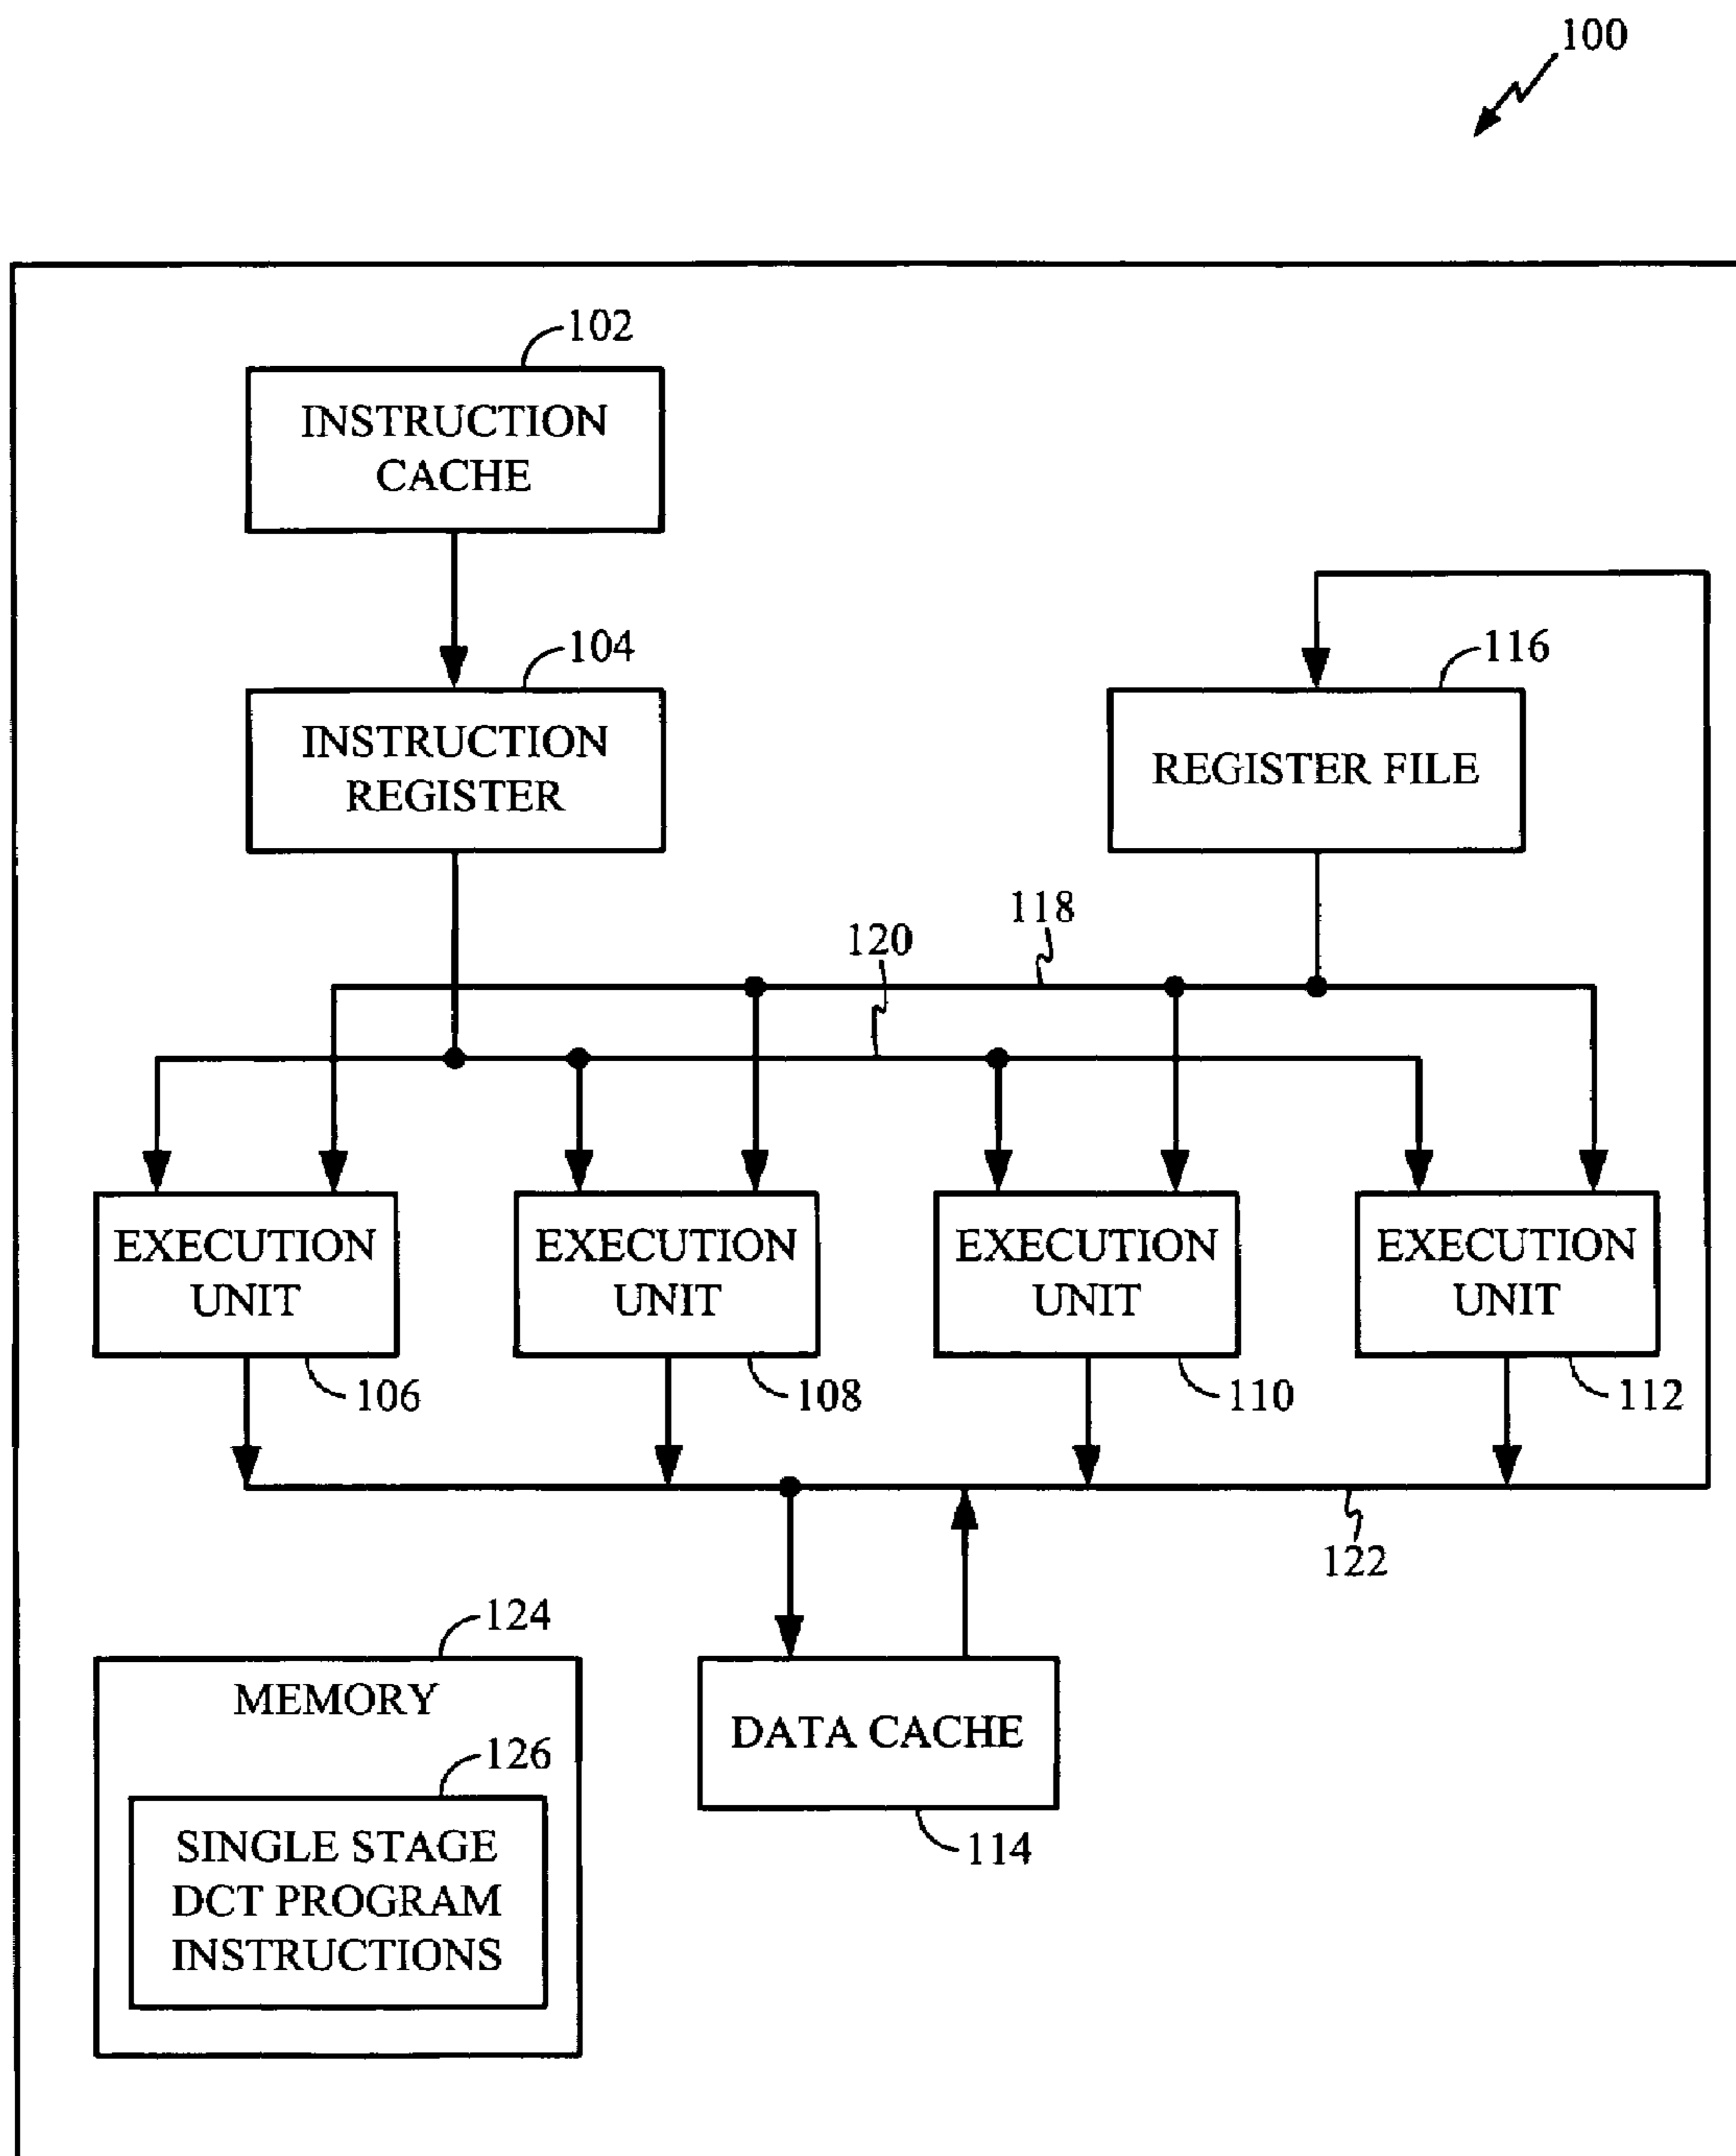 100
102
INSTRUCTION
CACHE
104
INSTRUCTION
REGISTER
116
REGISTER FILE
118
120
EXECUTION
UNIT
106
EXECUTION
UNIT
108
EXECUTION
UNIT
110
EXECUTION
UNIT
112
122
124
MEMORY
126
SINGLE STAGE
DCT PROGRAM
INSTRUCTIONS
DATA CACHE
114